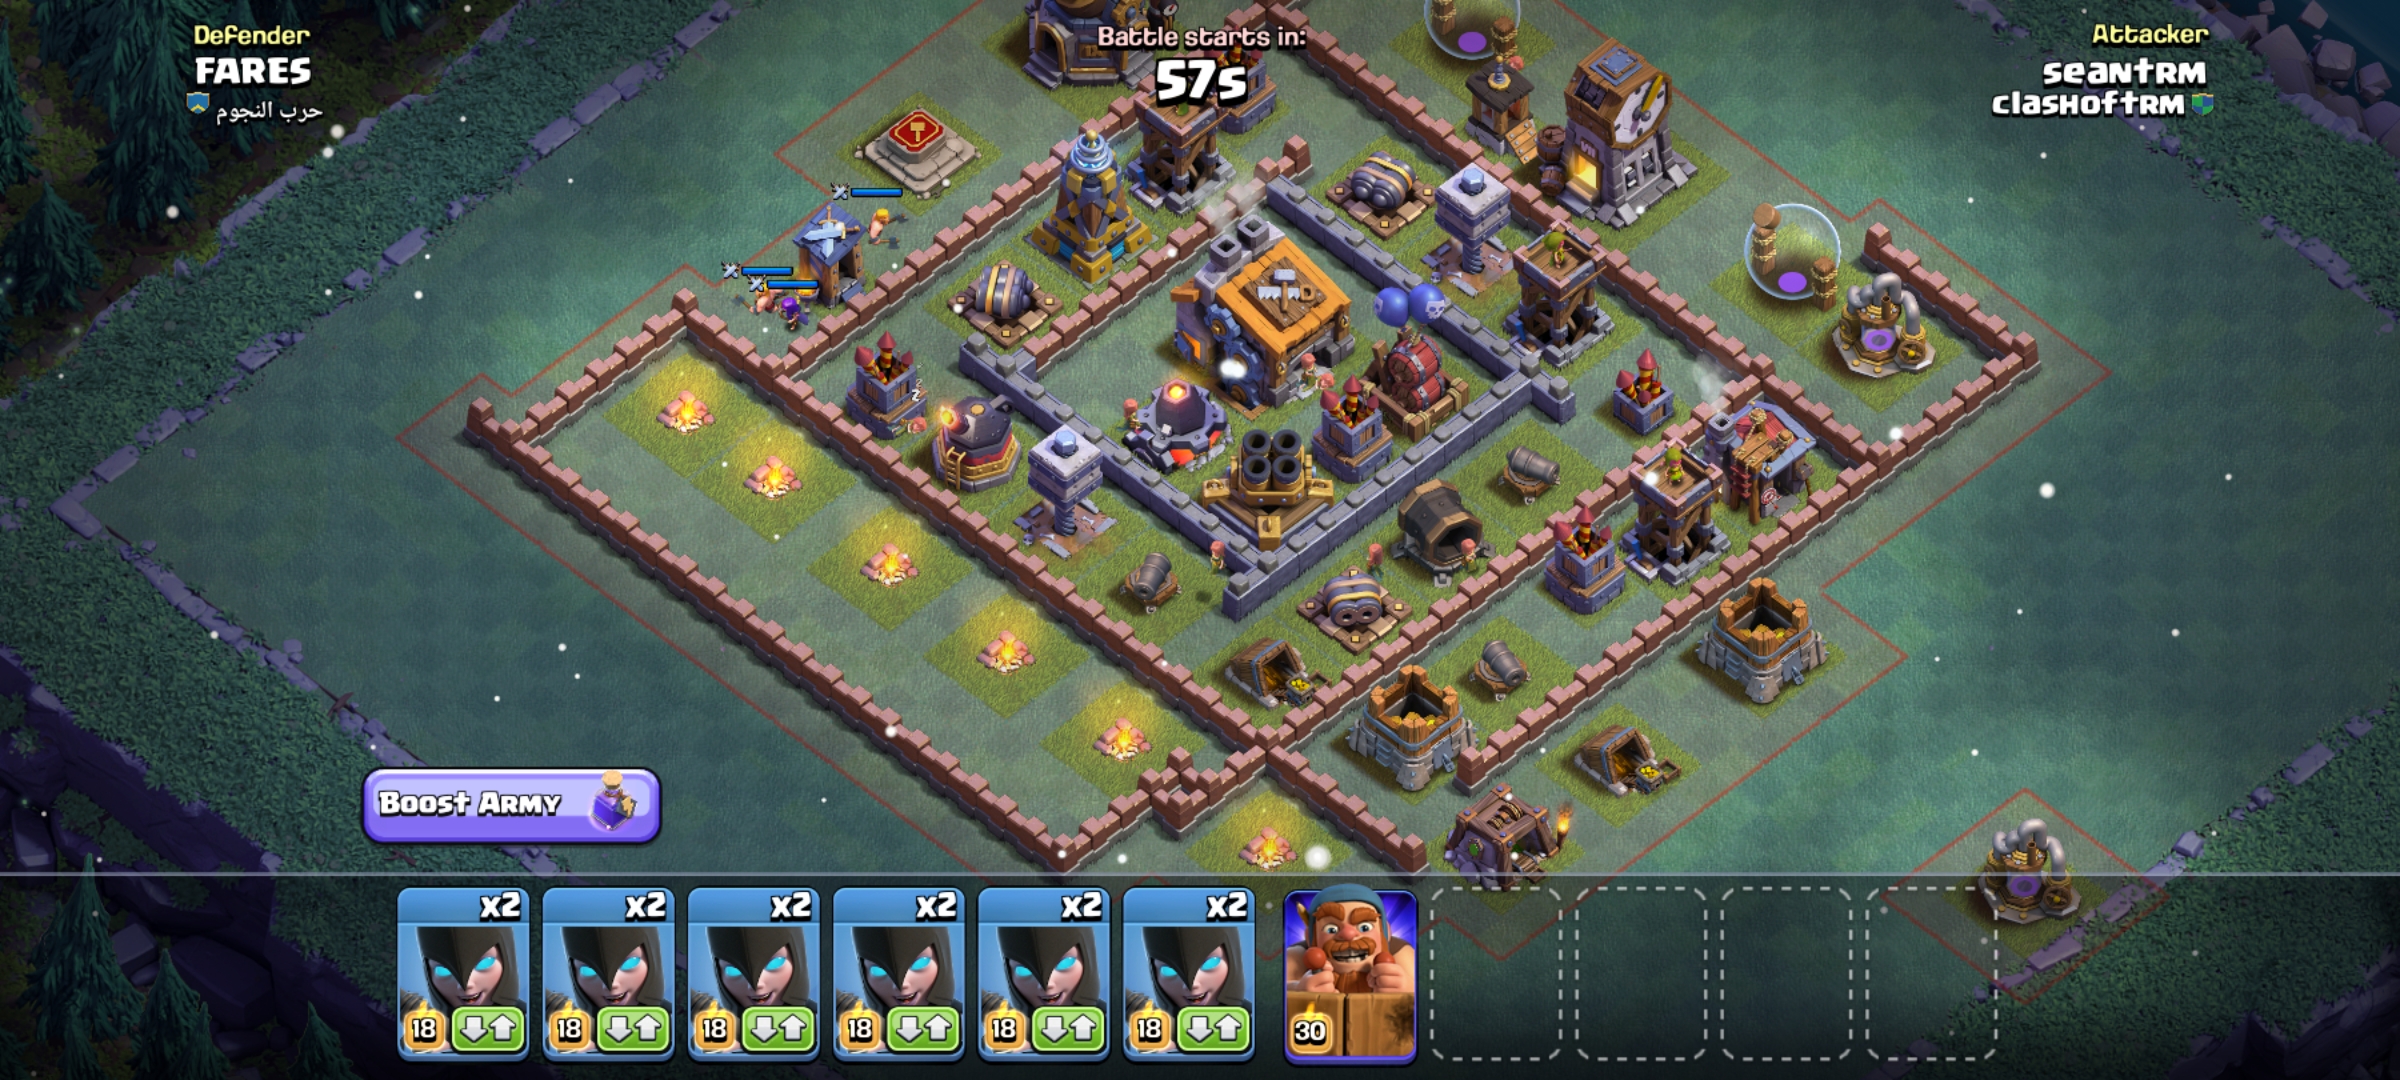 Defender
FARES
حرب النجوم
Battle starts in:
57s
Attacker
seantRM
clashoftRM
Boost Army
x2
x2
x2
x2
x2
x2
18
18
18
18
18
18
30